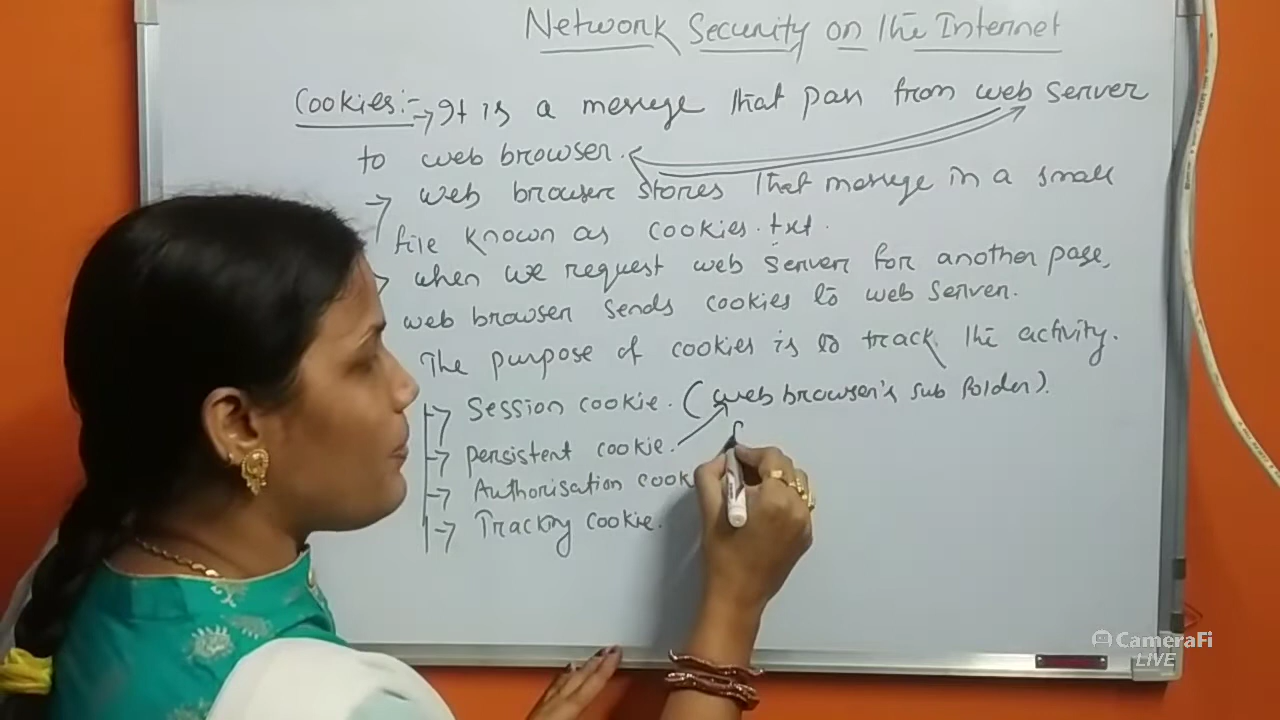 Network Security on the Internet
Cookies:- → It is a message that pass from web server
to web browser.
→ web browser stores that message in a small
file known as cookies.txt.
→ when we request web server for another page,
web browser sends cookies to web server.
The purpose of cookies is to track the activity.
→ Session cookie. (web browser's sub folder).
→ persistent cookie.
→ Authorisation cook
→ Tracking cookie.
CameraFi
LIVE